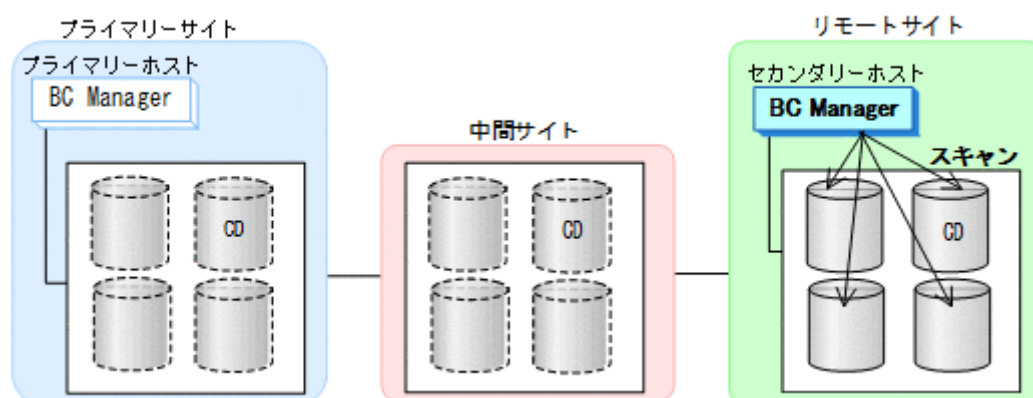 プライマリーサイト
プライマリーホスト
BC Manager
CD
中間サイト
CD
リモートサイト
セカンダリーホスト
BC Manager
スキャン
CD